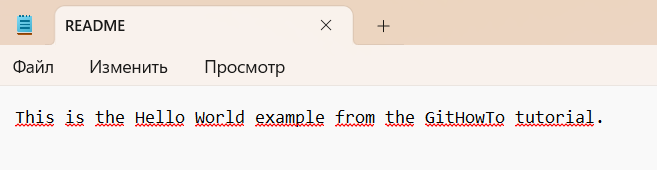 README
Файл Изменить Просмотр
This is the Hello World example from the GitHowTo tutorial.